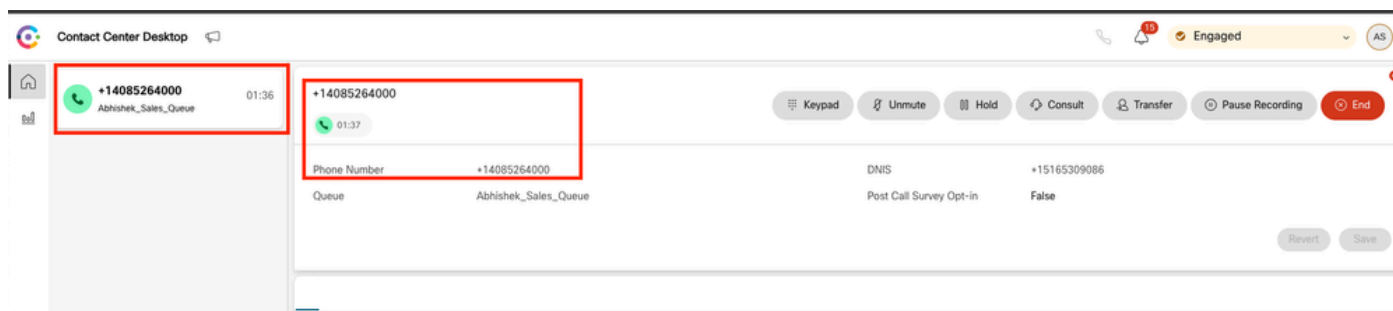 Contact Center Desktop
15
Engaged
AS
+14085264000
01:36
Abhishek_Sales_Queue
+14085264000
01:37
Keypad
Unmute
Hold
Consult
Transfer
Pause Recording
End
Phone Number +14085264000
DNIS +15165309086
Queue Abhishek_Sales_Queue
Post Call Survey Opt-in False
Revert
Save